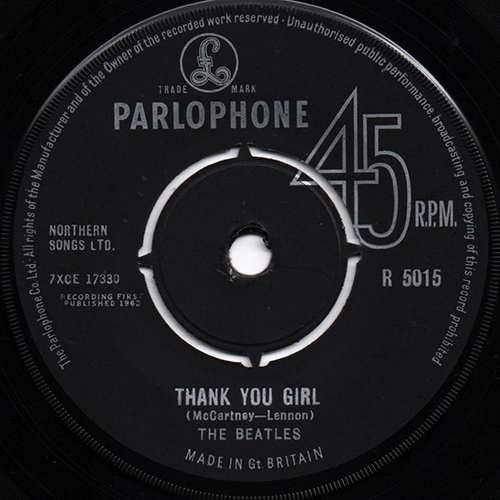 The Parlophone Co. Ltd. All rights of the Manufacturer and of the Owner of the recorded work reserved · Unauthorised public performance, broadcasting and copying of this record prohibited
£
TRADE MARK
PARLOPHONE
45
R.P.M.
NORTHERN
SONGS LTD.
7XCE 17330
R 5015
RECORDING FIRST
PUBLISHED 1963
THANK YOU GIRL
(McCartney—Lennon)
THE BEATLES
MADE IN Gt. BRITAIN